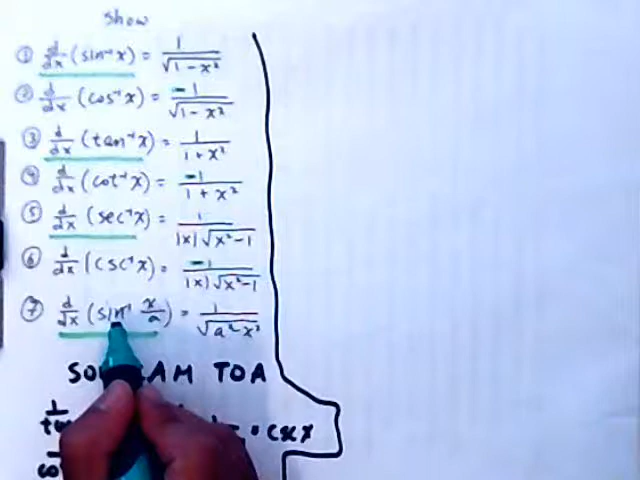 show
① d/dx (sin⁻¹x) = 1/√(1-x²)
② d/dx (cos⁻¹x) = -1/√(1-x²)
③ d/dx (tan⁻¹x) = 1/(1+x²)
④ d/dx (cot⁻¹x) = -1/(1+x²)
⑤ d/dx (sec⁻¹x) = 1/(|x|√(x²-1))
⑥ d/dx (csc⁻¹x) = -1/(|x|√(x²-1))
⑦ d/dx (sin⁻¹ x/a) = 1/√(a²-x²)
TOA
= csc x